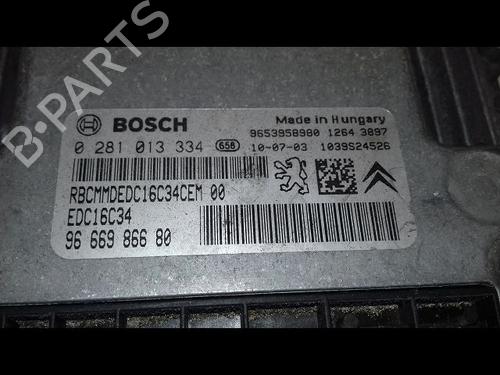 B-PARTS
BOSCH
Made in Hungary
9653958980 1264 3897
0 281 013 334 658 10-07-03 1039S24526
RBCMMDEDC16C34CEM 00
EDC16C34
96 669 866 80